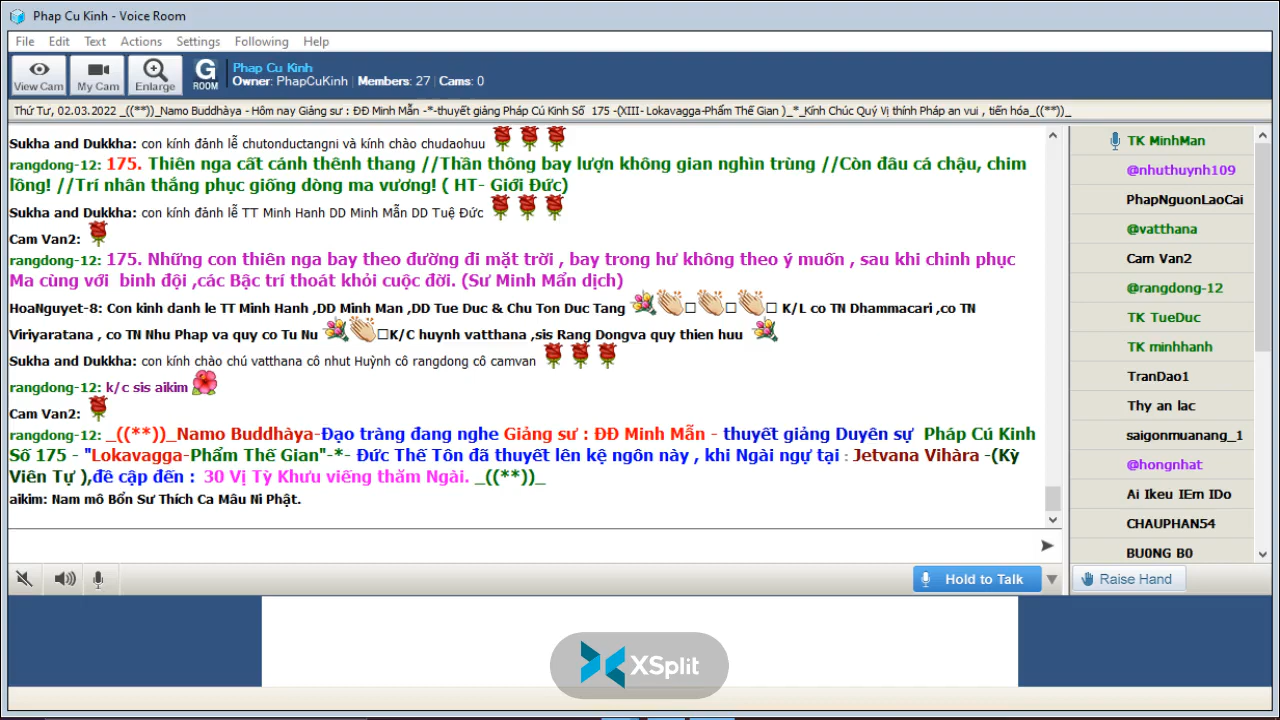 Phap Cu Kinh - Voice Room
File Edit Text Actions Settings Following Help
View Cam My Cam Enlarge G ROOM
Phap Cu Kinh
Owner: PhapCuKinh | Members: 27 | Cams: 0
Thứ Tư, 02.03.2022 _((**))_Namo Buddhàya - Hôm nay Giảng sư : ĐĐ Minh Mẫn -*-thuyết giảng Pháp Cú Kinh Số 175 -(XIII- Lokavagga-Phẩm Thế Gian )_*_Kính Chúc Quý Vị thính Pháp an vui , tiến hóa_((**))_
Sukha and Dukkha: con kính đảnh lễ chutonductangni và kính chào chudaohuu
rangdong-12: 175. Thiên nga cất cánh thênh thang //Thần thông bay lượn không gian nghìn trùng //Còn đâu cá chậu, chim
lồng! //Trí nhân thắng phục giống dòng ma vương! ( HT- Giới Đức)
Sukha and Dukkha: con kính đảnh lễ TT Minh Hanh DD Minh Mẫn DD Tuệ Đức
Cam Van2:
rangdong-12: 175. Những con thiên nga bay theo đường đi mặt trời , bay trong hư không theo ý muốn , sau khi chinh phục
Ma cùng với binh đội ,các Bậc trí thoát khỏi cuộc đời. (Sư Minh Mẩn dịch)
HoaNguyet-8: Con kinh danh le TT Minh Hanh ,DD Minh Man ,DD Tue Duc & Chu Ton Duc Tang K/L co TN Dhammacari ,co TN
Viriyaratana , co TN Nhu Phap va quy co Tu Nu K/C huynh vatthana ,sis Rang Dongva quy thien huu
Sukha and Dukkha: con kính chào chú vatthana cô nhut Huỳnh cô rangdong cô camvan
rangdong-12: k/c sis aikim
Cam Van2:
rangdong-12: _((**))_Namo Buddhàya-Đạo tràng đang nghe Giảng sư : ĐĐ Minh Mẫn - thuyết giảng Duyên sự Pháp Cú Kinh
Số 175 - "Lokavagga-Phẩm Thế Gian"-*- Đức Thế Tôn đã thuyết lên kệ ngôn này , khi Ngài ngự tại : Jetvana Vihàra -(Kỳ
Viên Tự ),đề cập đến : 30 Vị Tỳ Khưu viếng thăm Ngài. _((**))_
aikim: Nam mô Bổn Sư Thích Ca Mâu Ni Phật.
Hold to Talk
TK MinhMan
@nhuthuynh109
PhapNguonLaoCai
@vatthana
Cam Van2
@rangdong-12
TK TueDuc
TK minhhanh
TranDao1
Thy an lac
saigonmuanang_1
@hongnhat
Ai Ikeu IEm IDo
CHAUPHAN54
BU0NG B0
Raise Hand
XSplit